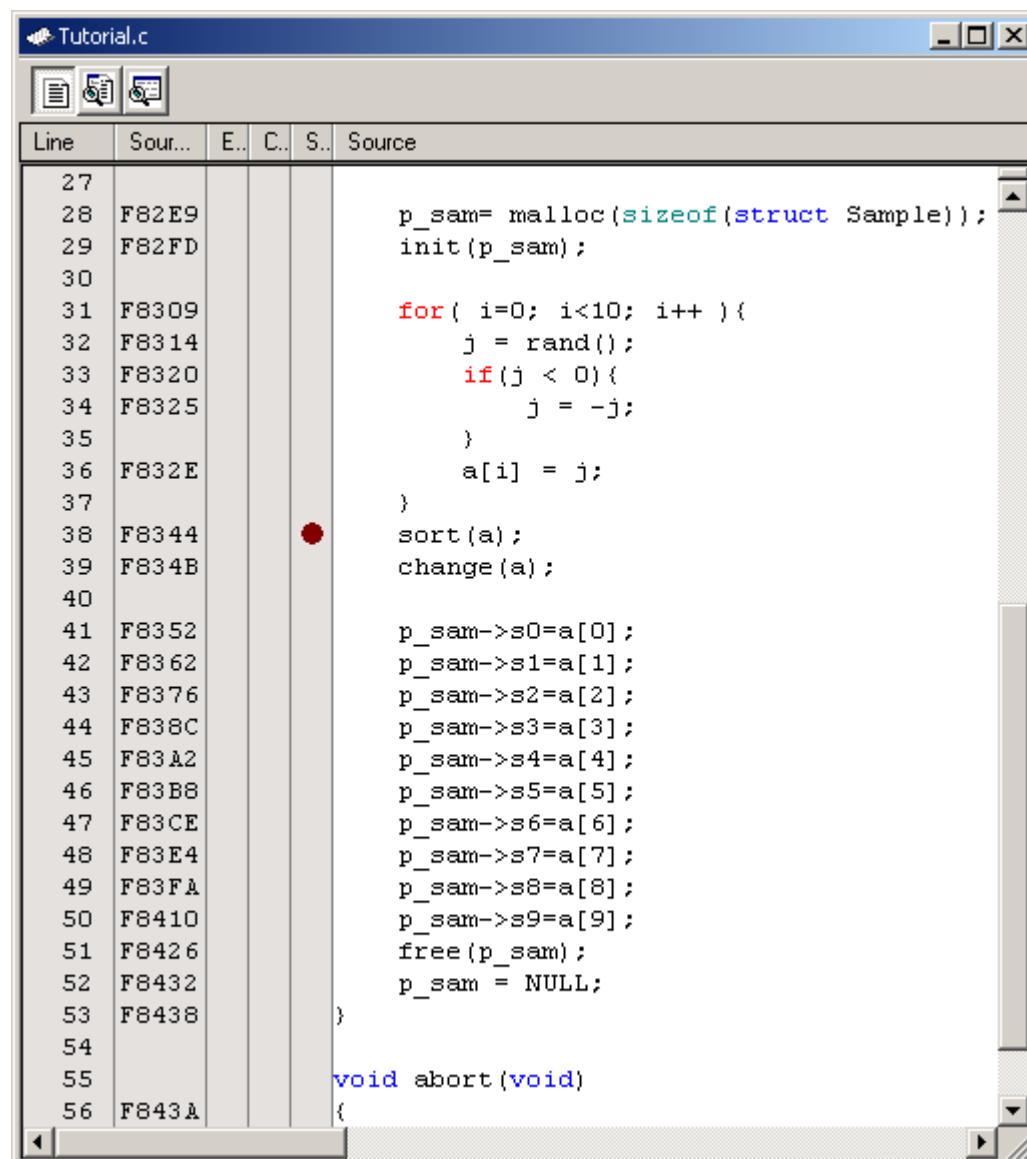 Tutorial.c
Line Sour... E.. C.. S.. Source
27
28 F82E9 p_sam= malloc(sizeof(struct Sample));
29 F82FD init(p_sam);
30
31 F8309 for( i=0; i<10; i++ ){
32 F8314 j = rand();
33 F8320 if(j < 0){
34 F8325 j = -j;
35 }
36 F832E a[i] = j;
37 }
38 F8344 sort(a);
39 F834B change(a);
40
41 F8352 p_sam->s0=a[0];
42 F8362 p_sam->s1=a[1];
43 F8376 p_sam->s2=a[2];
44 F838C p_sam->s3=a[3];
45 F83A2 p_sam->s4=a[4];
46 F83B8 p_sam->s5=a[5];
47 F83CE p_sam->s6=a[6];
48 F83E4 p_sam->s7=a[7];
49 F83FA p_sam->s8=a[8];
50 F8410 p_sam->s9=a[9];
51 F8426 free(p_sam);
52 F8432 p_sam = NULL;
53 F8438 }
54
55 void abort(void)
56 F843A {